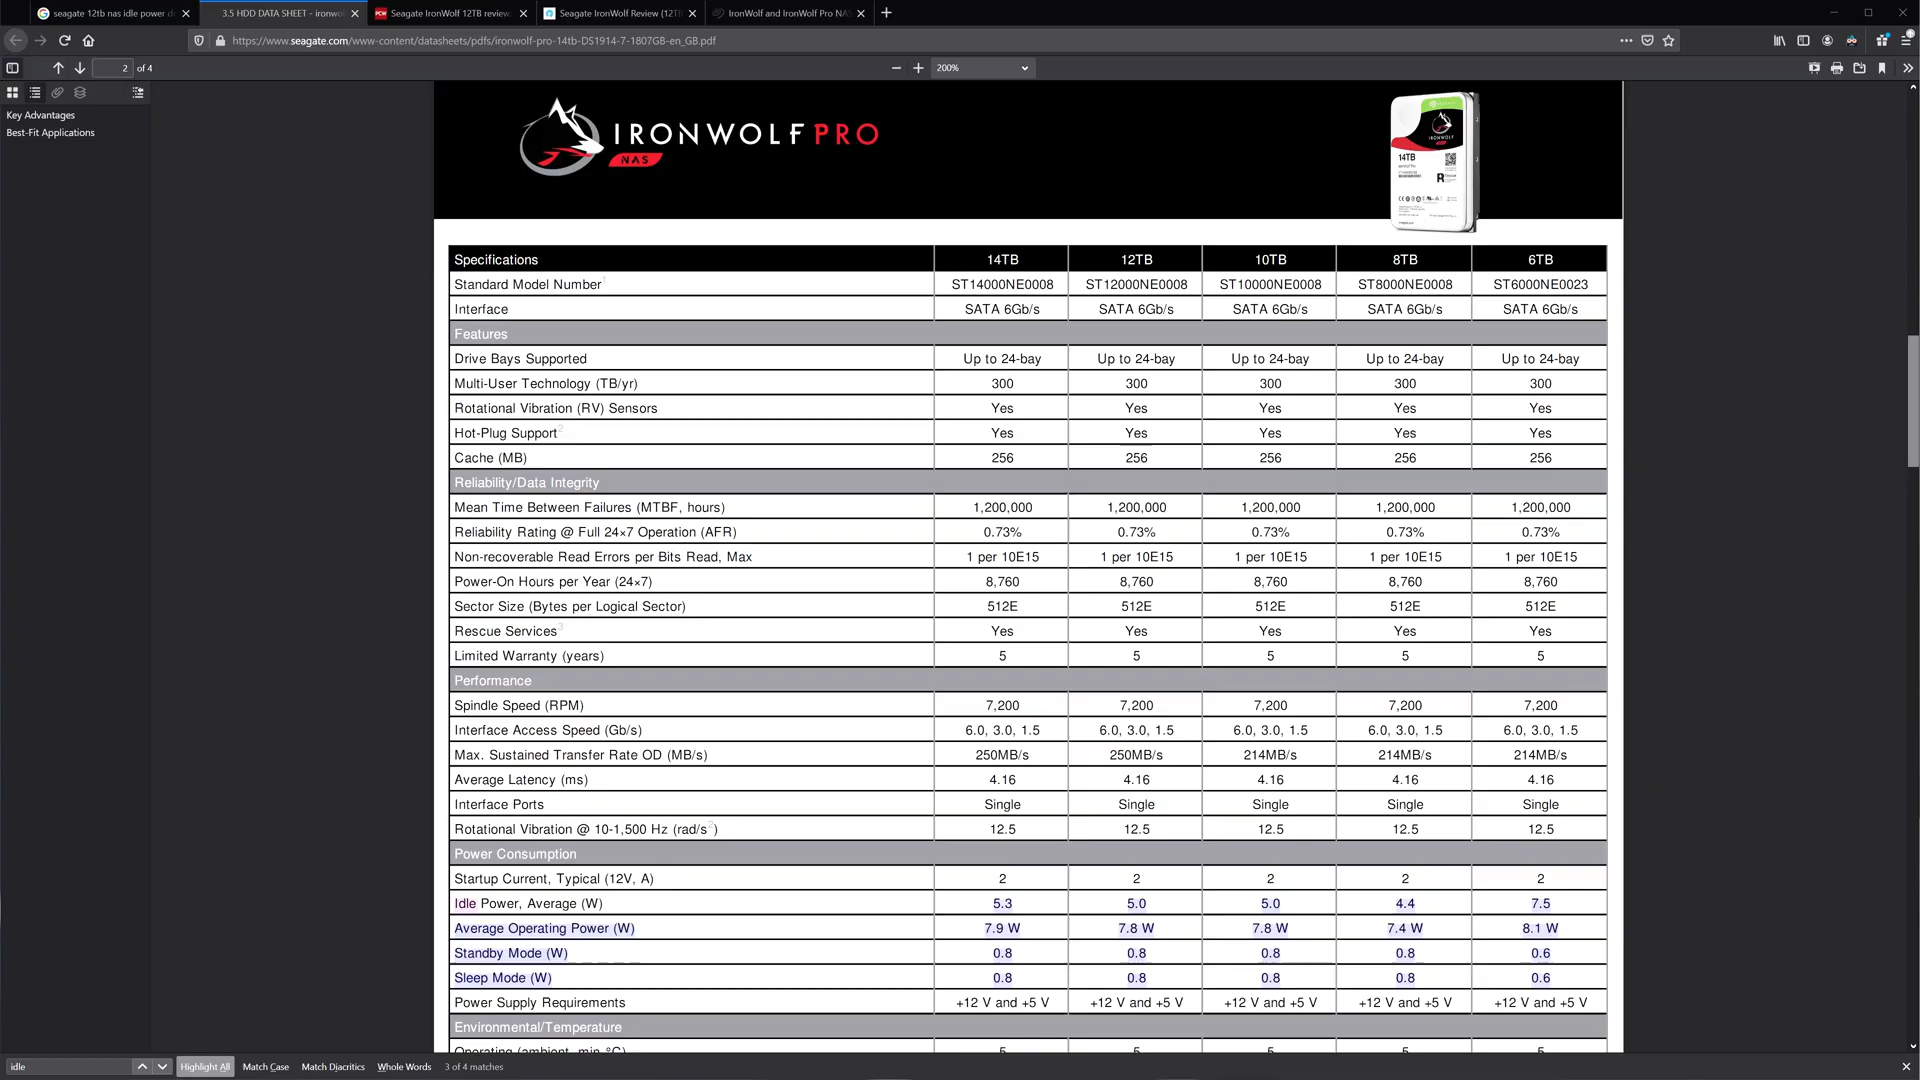 seagate 12tb nas idle power d
3.5 HDD DATA SHEET - ironwo
Seagate IronWolf 12TB review:
Seagate IronWolf Review (12T
IronWolf and IronWolf Pro NA
https://www.seagate.com/www-content/datasheets/pdfs/ironwolf-pro-14tb-DS1914-7-1807GB-en_GB.pdf
2 of 4
200%
Key Advantages
Best-Fit Applications
IRONWOLF PRO
NAS
IRONWOLF
14TB
Specifications 14TB 12TB 10TB 8TB 6TB
Standard Model Number1 ST14000NE0008 ST12000NE0008 ST10000NE0008 ST8000NE0008 ST6000NE0023
Interface SATA 6Gb/s SATA 6Gb/s SATA 6Gb/s SATA 6Gb/s SATA 6Gb/s
Features
Drive Bays Supported Up to 24-bay Up to 24-bay Up to 24-bay Up to 24-bay Up to 24-bay
Multi-User Technology (TB/yr) 300 300 300 300 300
Rotational Vibration (RV) Sensors Yes Yes Yes Yes Yes
Hot-Plug Support2 Yes Yes Yes Yes Yes
Cache (MB) 256 256 256 256 256
Reliability/Data Integrity
Mean Time Between Failures (MTBF, hours) 1,200,000 1,200,000 1,200,000 1,200,000 1,200,000
Reliability Rating @ Full 24×7 Operation (AFR) 0.73% 0.73% 0.73% 0.73% 0.73%
Non-recoverable Read Errors per Bits Read, Max 1 per 10E15 1 per 10E15 1 per 10E15 1 per 10E15 1 per 10E15
Power-On Hours per Year (24×7) 8,760 8,760 8,760 8,760 8,760
Sector Size (Bytes per Logical Sector) 512E 512E 512E 512E 512E
Rescue Services3 Yes Yes Yes Yes Yes
Limited Warranty (years) 5 5 5 5 5
Performance
Spindle Speed (RPM) 7,200 7,200 7,200 7,200 7,200
Interface Access Speed (Gb/s) 6.0, 3.0, 1.5 6.0, 3.0, 1.5 6.0, 3.0, 1.5 6.0, 3.0, 1.5 6.0, 3.0, 1.5
Max. Sustained Transfer Rate OD (MB/s) 250MB/s 250MB/s 214MB/s 214MB/s 214MB/s
Average Latency (ms) 4.16 4.16 4.16 4.16 4.16
Interface Ports Single Single Single Single Single
Rotational Vibration @ 10-1,500 Hz (rad/s2) 12.5 12.5 12.5 12.5 12.5
Power Consumption
Startup Current, Typical (12V, A) 2 2 2 2 2
Idle Power, Average (W) 5.3 5.0 5.0 4.4 7.5
Average Operating Power (W) 7.9 W 7.8 W 7.8 W 7.4 W 8.1 W
Standby Mode (W) 0.8 0.8 0.8 0.8 0.6
Sleep Mode (W) 0.8 0.8 0.8 0.8 0.6
Power Supply Requirements +12 V and +5 V +12 V and +5 V +12 V and +5 V +12 V and +5 V +12 V and +5 V
Environmental/Temperature
Operating (ambient, min °C) 5 5 5 5 5
idle Highlight All Match Case Match Diacritics Whole Words 3 of 4 matches